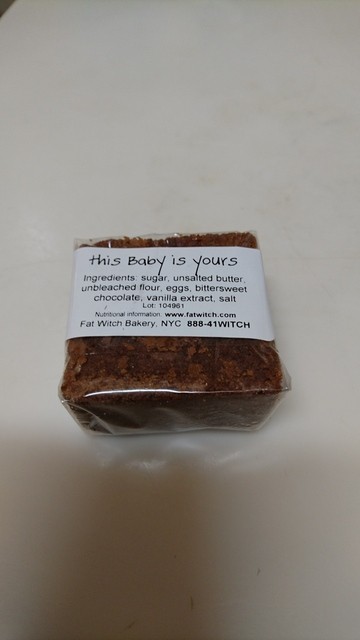 this Baby is yours
Ingredients: sugar, unsalted butter,
unbleached flour, eggs, bittersweet
chocolate, vanilla extract, salt
Lot: 104961
Nutritional information: www.fatwitch.com
Fat Witch Bakery, NYC 888-41WITCH